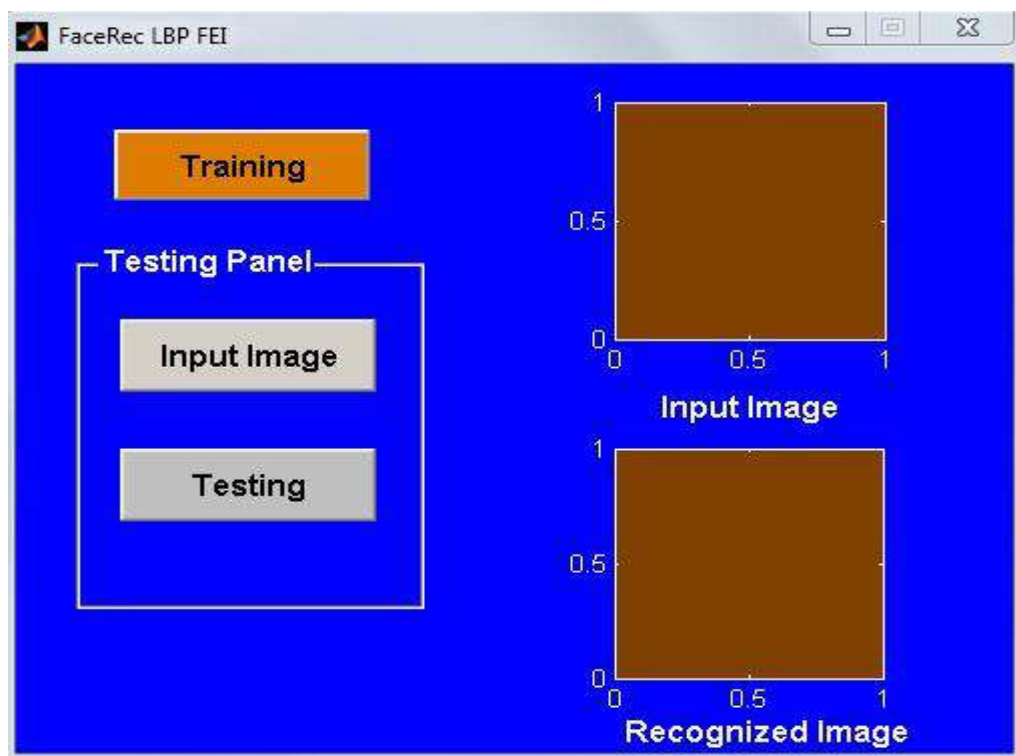 FaceRec LBP FEI
Training
Testing Panel
Input Image
Testing
1
0.5
0
0 0.5 1
Input Image
1
0.5
0
0 0.5 1
Recognized Image